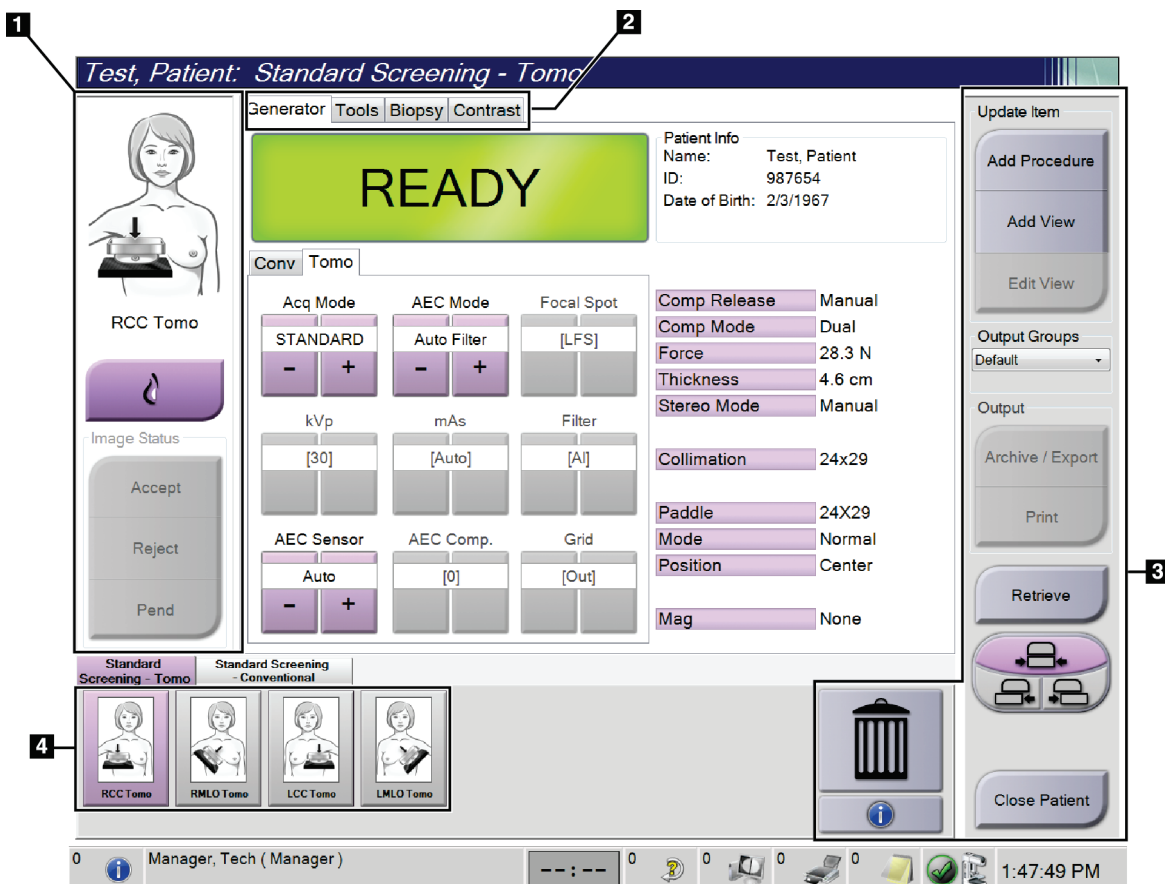 1
2
Test, Patient: Standard Screening - Tomo
Generator Tools Biopsy Contrast
READY
Patient Info
Name: Test, Patient
ID: 987654
Date of Birth: 2/3/1967
RCC Tomo
Image Status
Accept
Reject
Pend
Conv Tomo
Acq Mode AEC Mode Focal Spot
STANDARD Auto Filter [LFS]
- + - +
kVp mAs Filter
[30] [Auto] [Al]
AEC Sensor AEC Comp. Grid
Auto [0] [Out]
- +
Comp Release Manual
Comp Mode Dual
Force 28.3 N
Thickness 4.6 cm
Stereo Mode Manual
Collimation 24x29
Paddle 24X29
Mode Normal
Position Center
Mag None
Update Item
Add Procedure
Add View
Edit View
Output Groups
Default
Output
Archive / Export
Print
3
Retrieve
Close Patient
Standard
Screening - Tomo
Standard Screening
- Conventional
4
RCC Tomo RMLO Tomo LCC Tomo LMLO Tomo
i
0 i Manager, Tech ( Manager ) --:-- 0 ? 0 0 0 1:47:49 PM